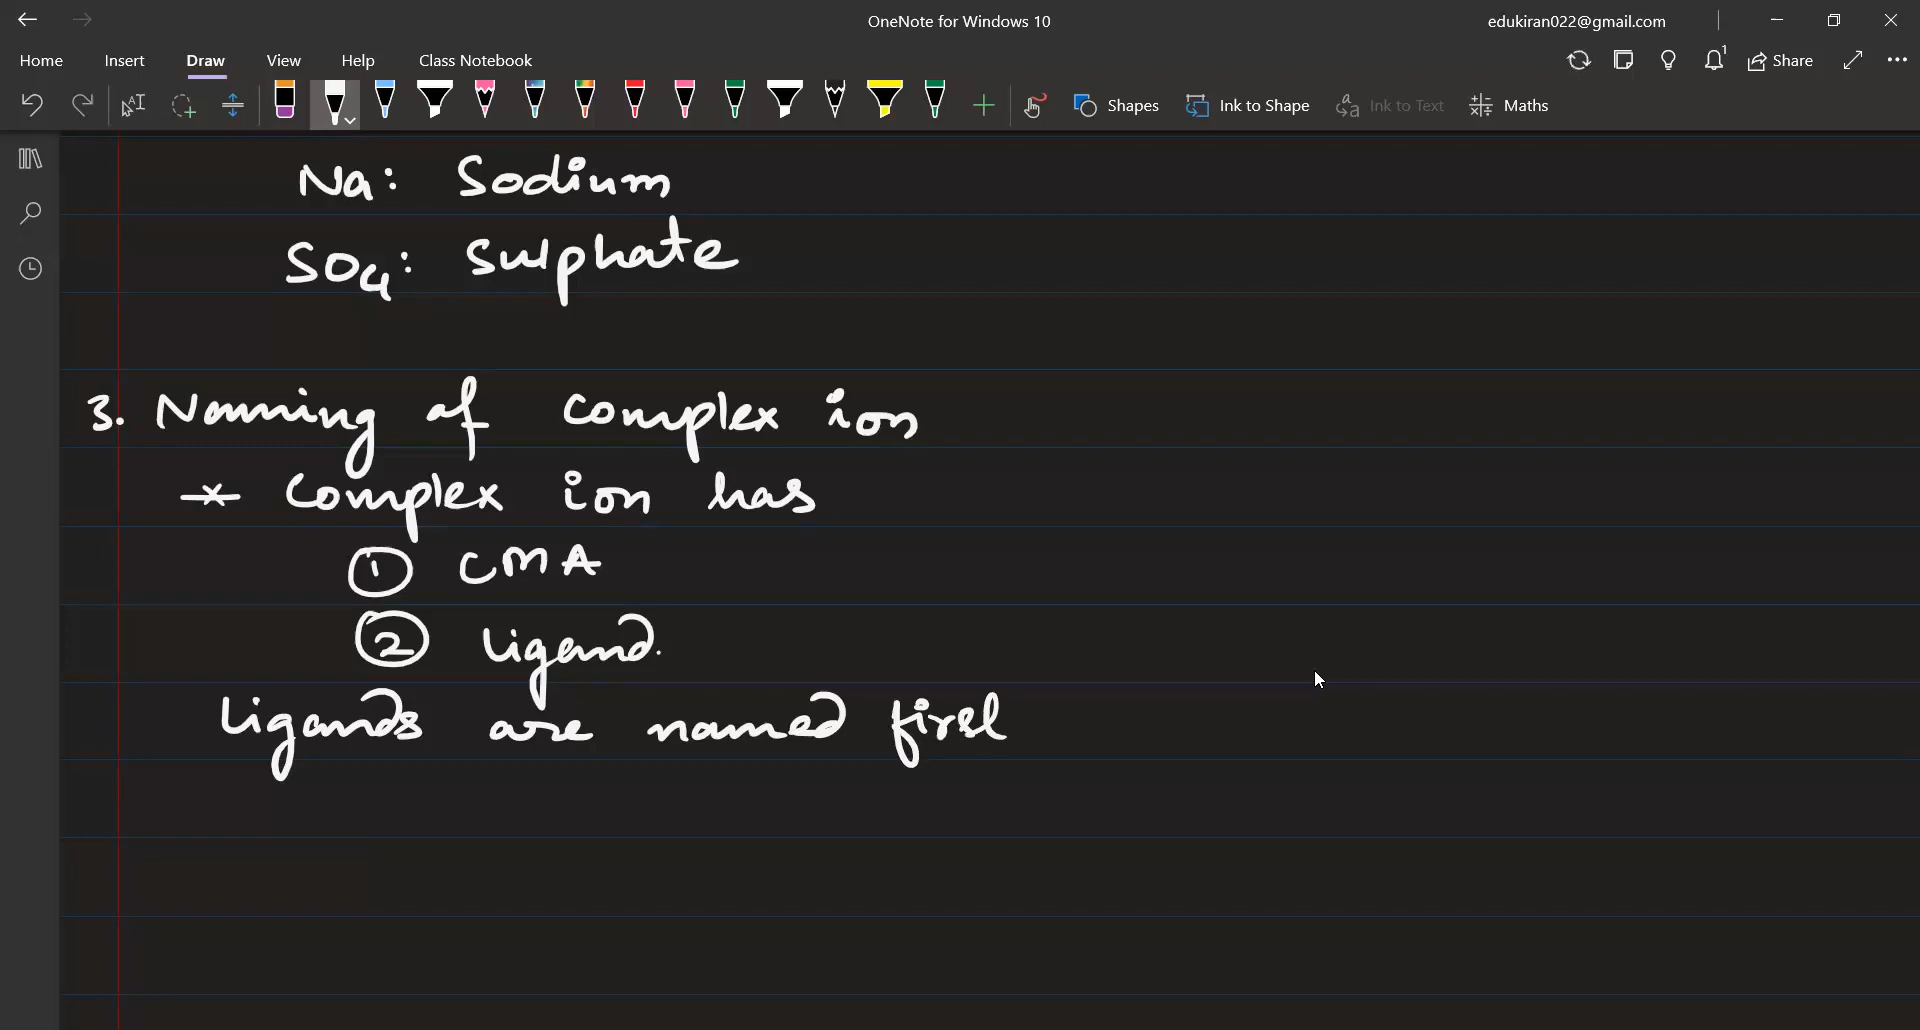 OneNote for Windows 10
edukiran022@gmail.com
Home Insert Draw View Help Class Notebook
1 Share
Shapes Ink to Shape Ink to Text Maths
Na: Sodium
SO4: Sulphate
3. Naming of complex ion
* Complex ion has
① CMA
② Ligand.
Ligands are named first